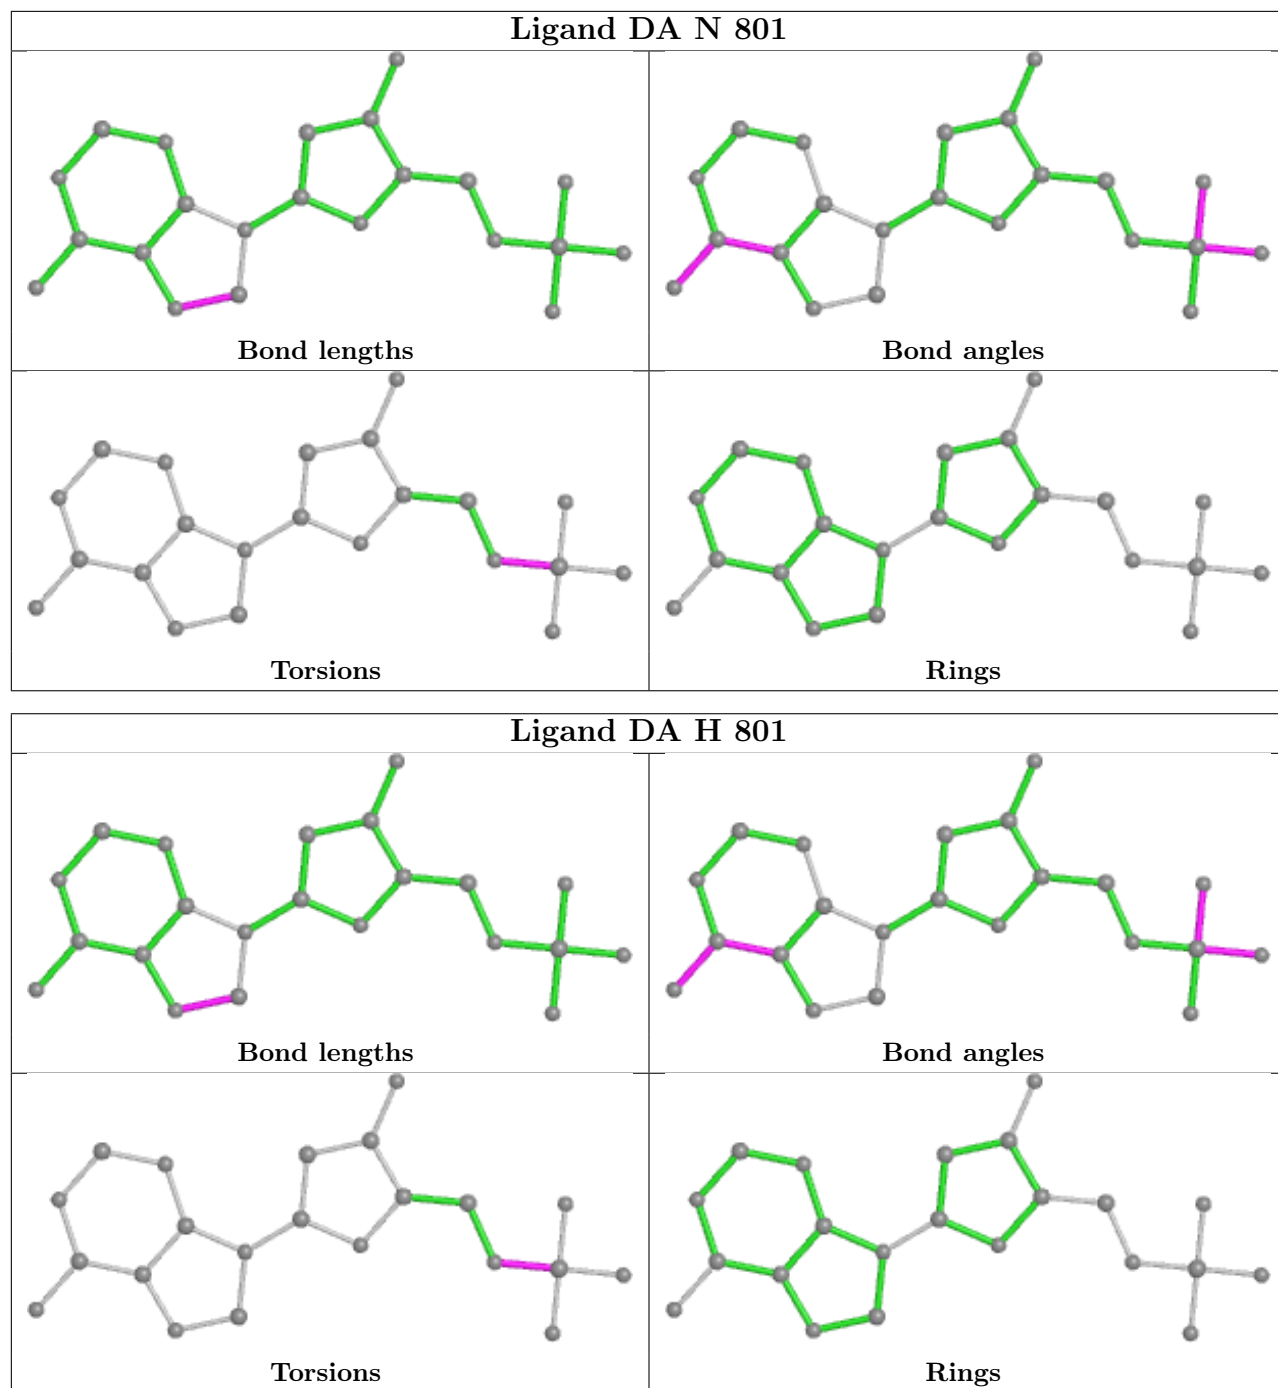 Ligand DA N 801
Bond lengths
Bond angles
Torsions
Rings
Ligand DA H 801
Bond lengths
Bond angles
Torsions
Rings